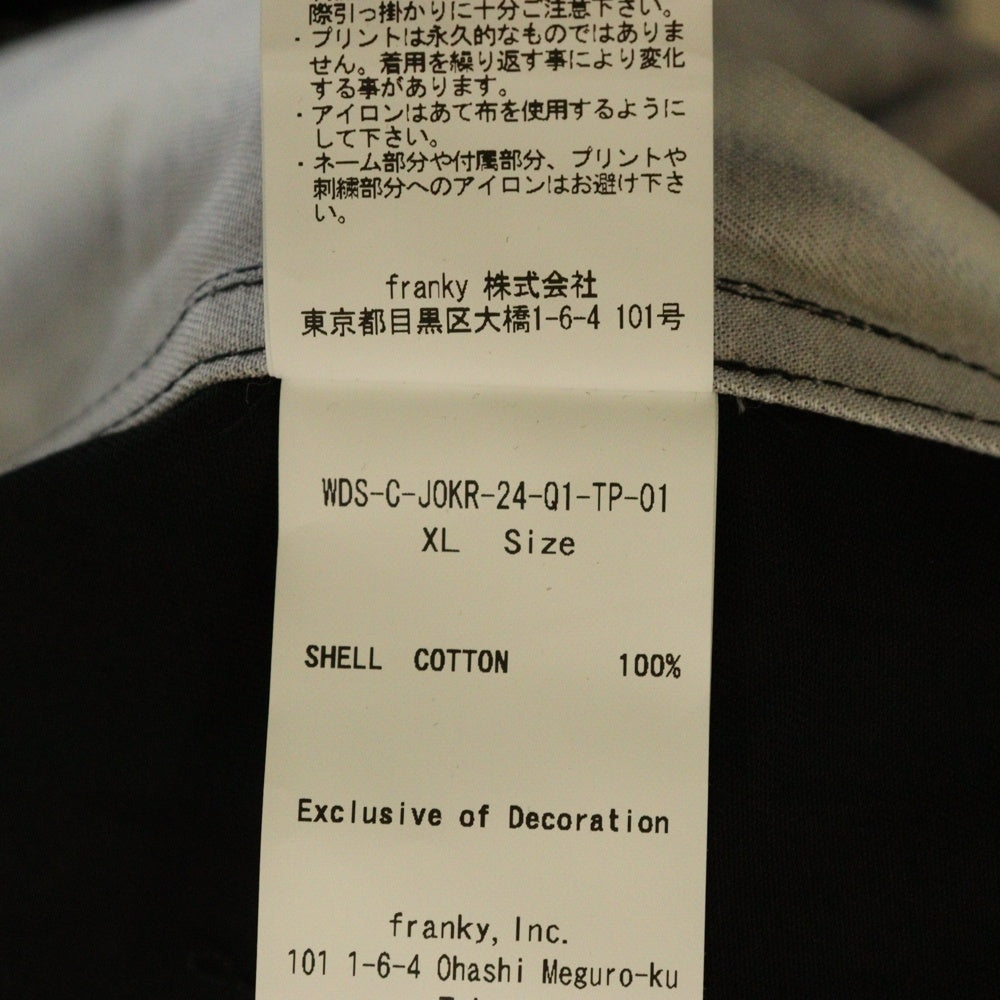 際引っ掛かりに十分ご注意下さい。
・プリントは永久的なものではありま
せん。着用を繰り返す事により変化
する事があります。
・アイロンはあて布を使用するように
して下さい。
・ネーム部分や付属部分、プリントや
刺繍部分へのアイロンはお避け下さ
い。
franky 株式会社
東京都目黒区大橋1-6-4 101号
WDS-C-JOKR-24-Q1-TP-01
XL Size
SHELL COTTON 100%
Exclusive of Decoration
franky, Inc.
101 1-6-4 Ohashi Meguro-ku